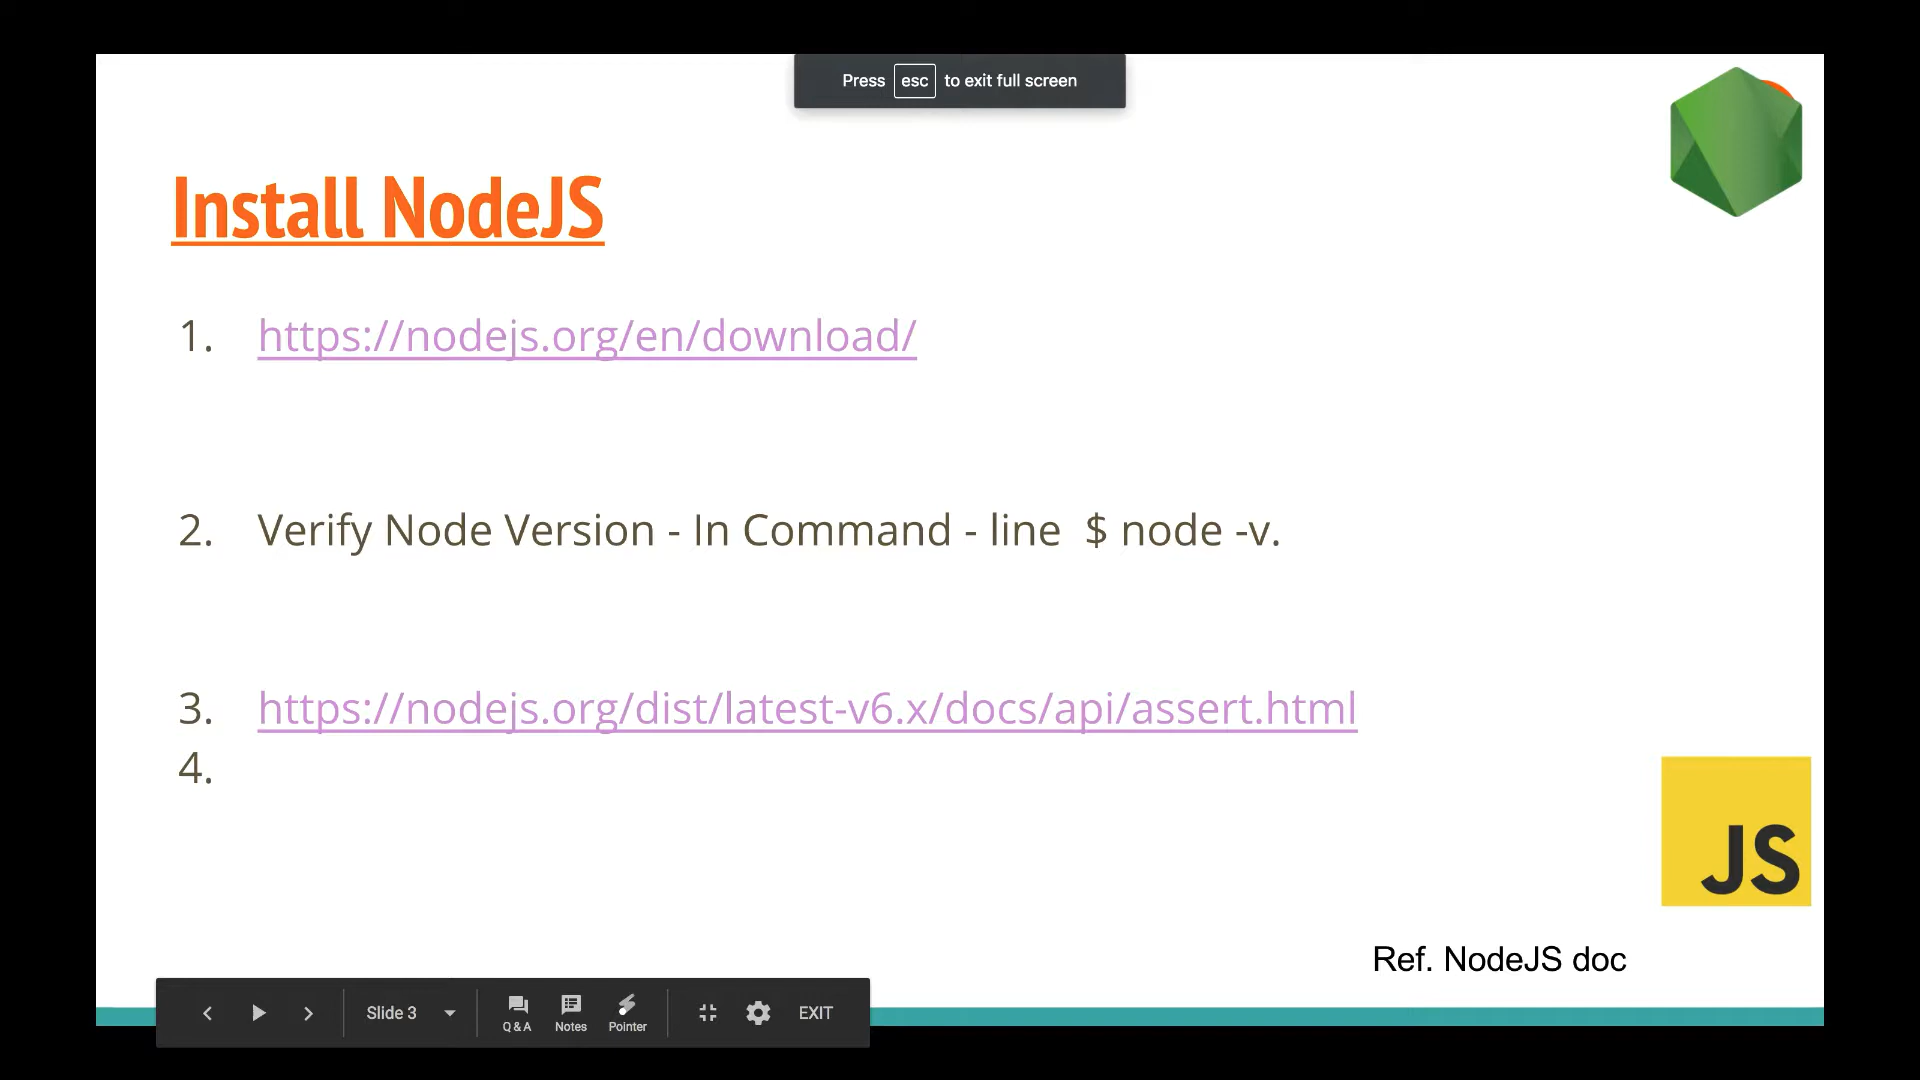 Press esc to exit full screen
Install NodeJS
1. https://nodejs.org/en/download/
2. Verify Node Version - In Command - line $ node -v.
3. https://nodejs.org/dist/latest-v6.x/docs/api/assert.html
4.
JS
Ref. NodeJS doc
Slide 3
Q & A
Notes
Pointer
EXIT